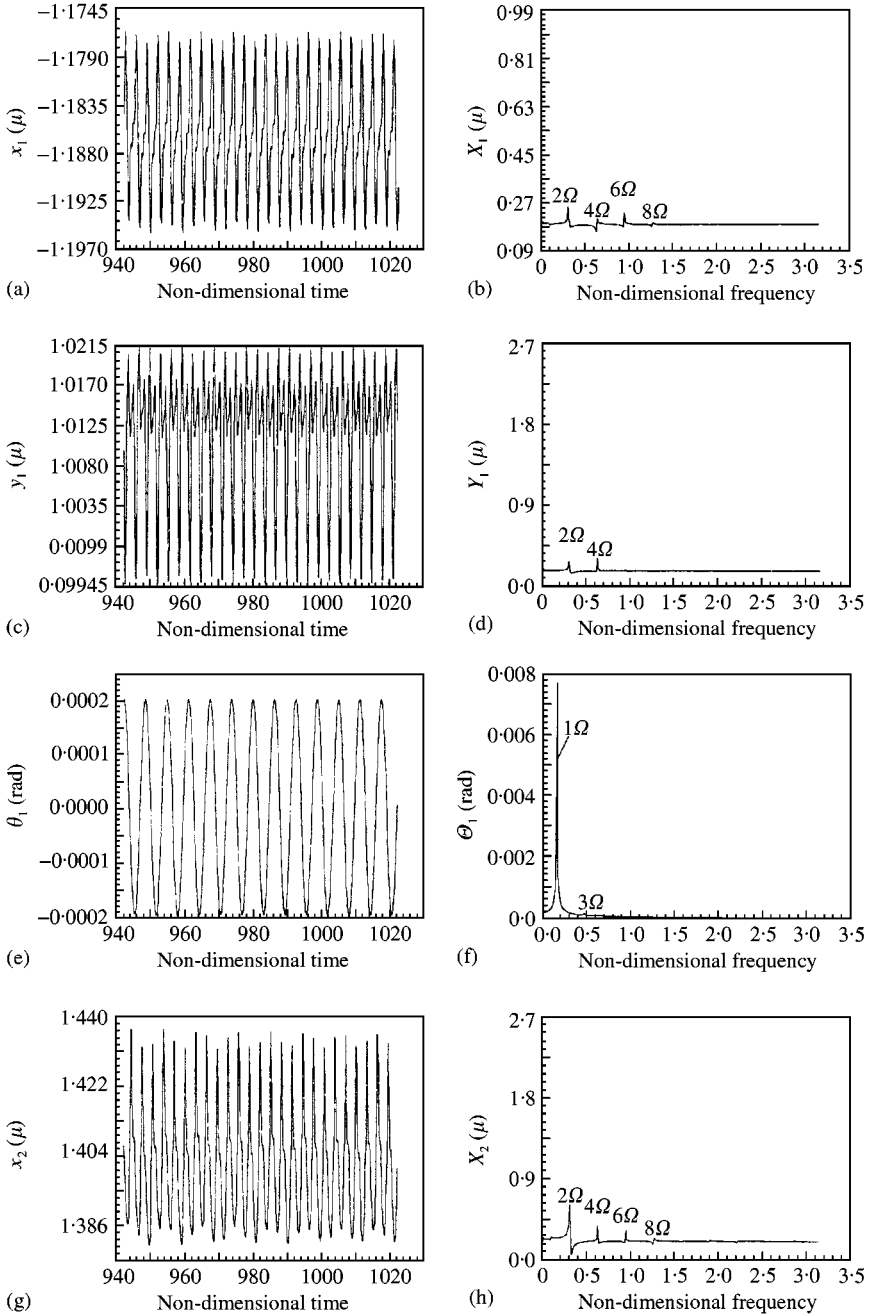 x₁ (μ)
−1·1745
−1·1790
−1·1835
−1·1880
−1·1925
−1·1970
940 960 980 1000 1020
(a) Non-dimensional time
X₁ (μ)
0·99
0·81
0·63
0·45
0·27
0·09
2Ω 4Ω 6Ω 8Ω
0 0·5 1·0 1·5 2·0 2·5 3·0 3·5
(b) Non-dimensional frequency
y₁ (μ)
1·0215
1·0170
1·0125
1·0080
1·0035
0·0099
0·09945
940 960 980 1000 1020
(c) Non-dimensional time
Y₁ (μ)
2·7
1·8
0·9
0·0
2Ω 4Ω
0 0·5 1·0 1·5 2·0 2·5 3·0 3·5
(d) Non-dimensional frequency
θ₁ (rad)
0·0002
0·0001
0·0000
−0·0001
−0·0002
940 960 980 1000 1020
(e) Non-dimensional time
Θ₁ (rad)
0·008
0·006
0·004
0·002
0·0
1Ω
3Ω
0·0 0·5 1·0 1·5 2·0 2·5 3·0 3·5
(f) Non-dimensional frequency
x₂ (μ)
1·440
1·422
1·404
1·386
940 960 980 1000 1020
(g) Non-dimensional time
X₂ (μ)
2·7
1·8
0·9
0·0
2Ω 4Ω 6Ω 8Ω
0 0·5 1·0 1·5 2·0 2·5 3·0 3·5
(h) Non-dimensional frequency